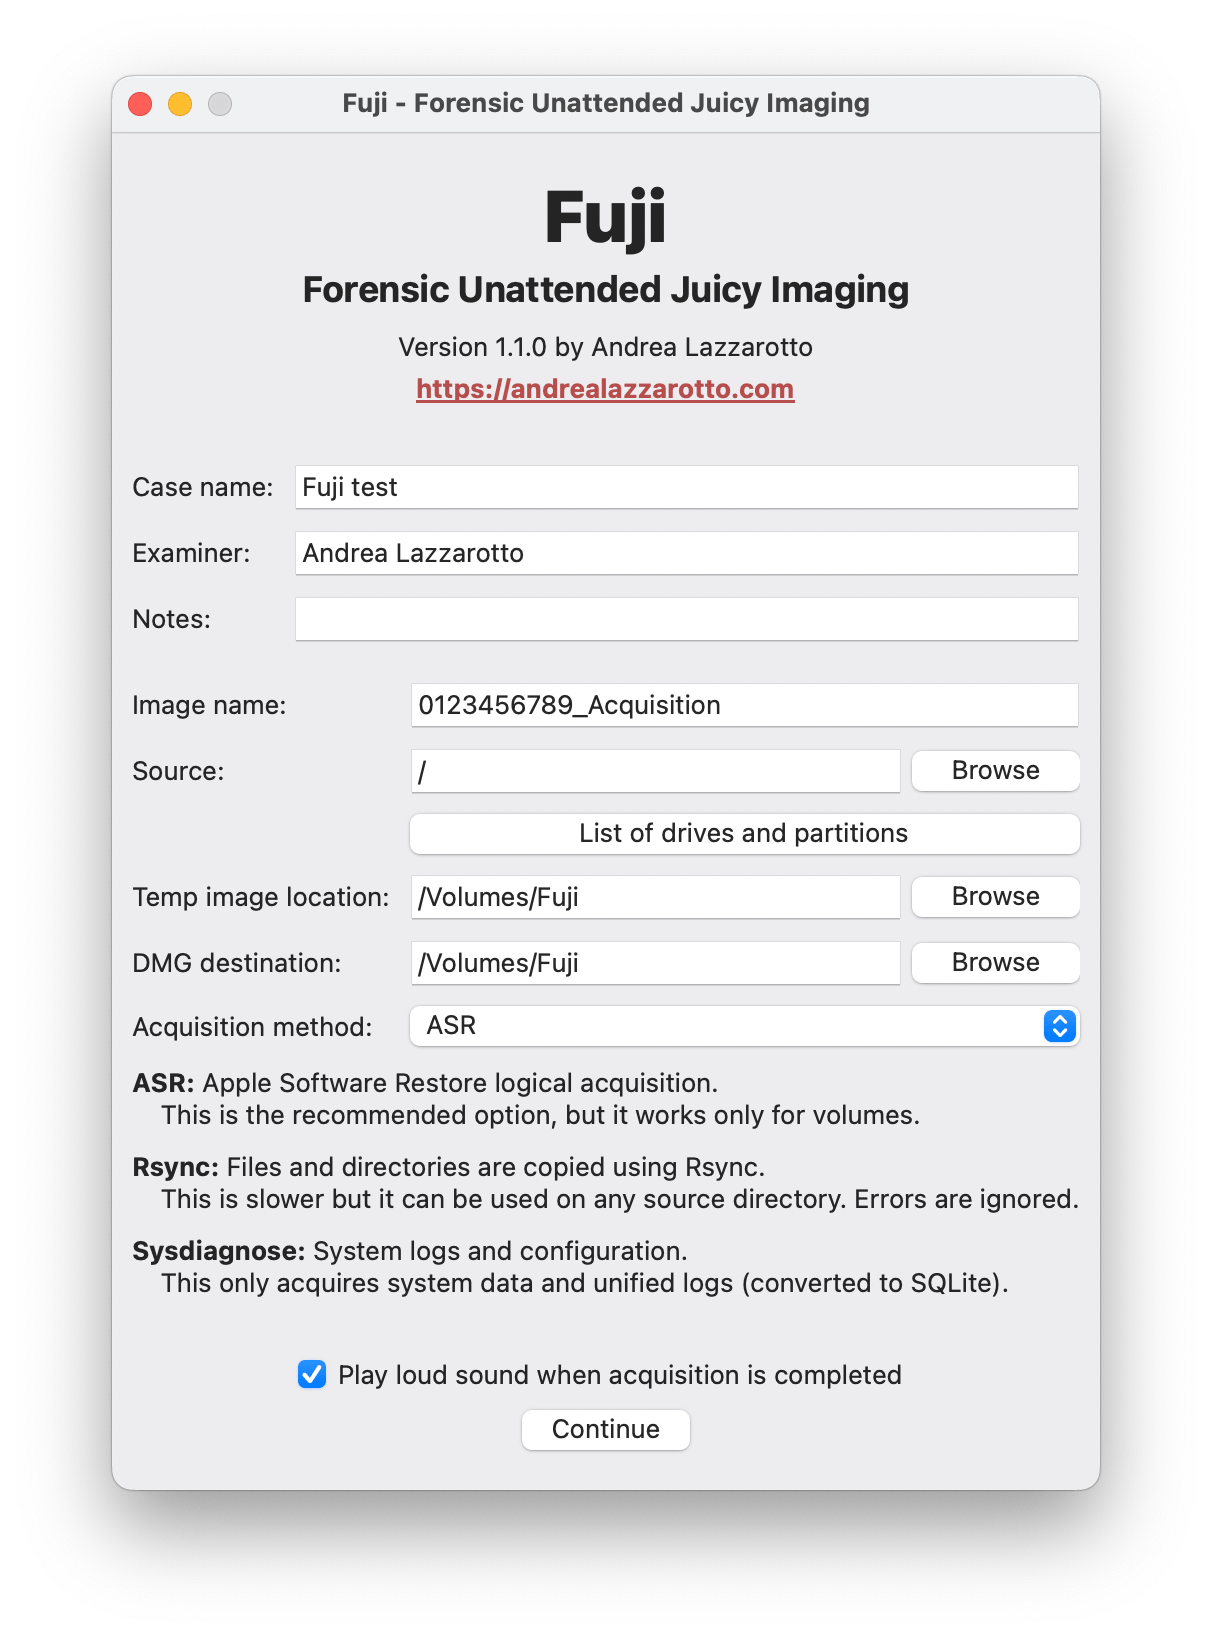 Fuji - Forensic Unattended Juicy Imaging
Fuji
Forensic Unattended Juicy Imaging
Version 1.1.0 by Andrea Lazzarotto
https://andrealazzarotto.com
Case name: Fuji test
Examiner: Andrea Lazzarotto
Notes:
Image name: 0123456789_Acquisition
Source: / Browse
List of drives and partitions
Temp image location: /Volumes/Fuji Browse
DMG destination: /Volumes/Fuji Browse
Acquisition method: ASR
ASR: Apple Software Restore logical acquisition.
This is the recommended option, but it works only for volumes.
Rsync: Files and directories are copied using Rsync.
This is slower but it can be used on any source directory. Errors are ignored.
Sysdiagnose: System logs and configuration.
This only acquires system data and unified logs (converted to SQLite).
Play loud sound when acquisition is completed
Continue